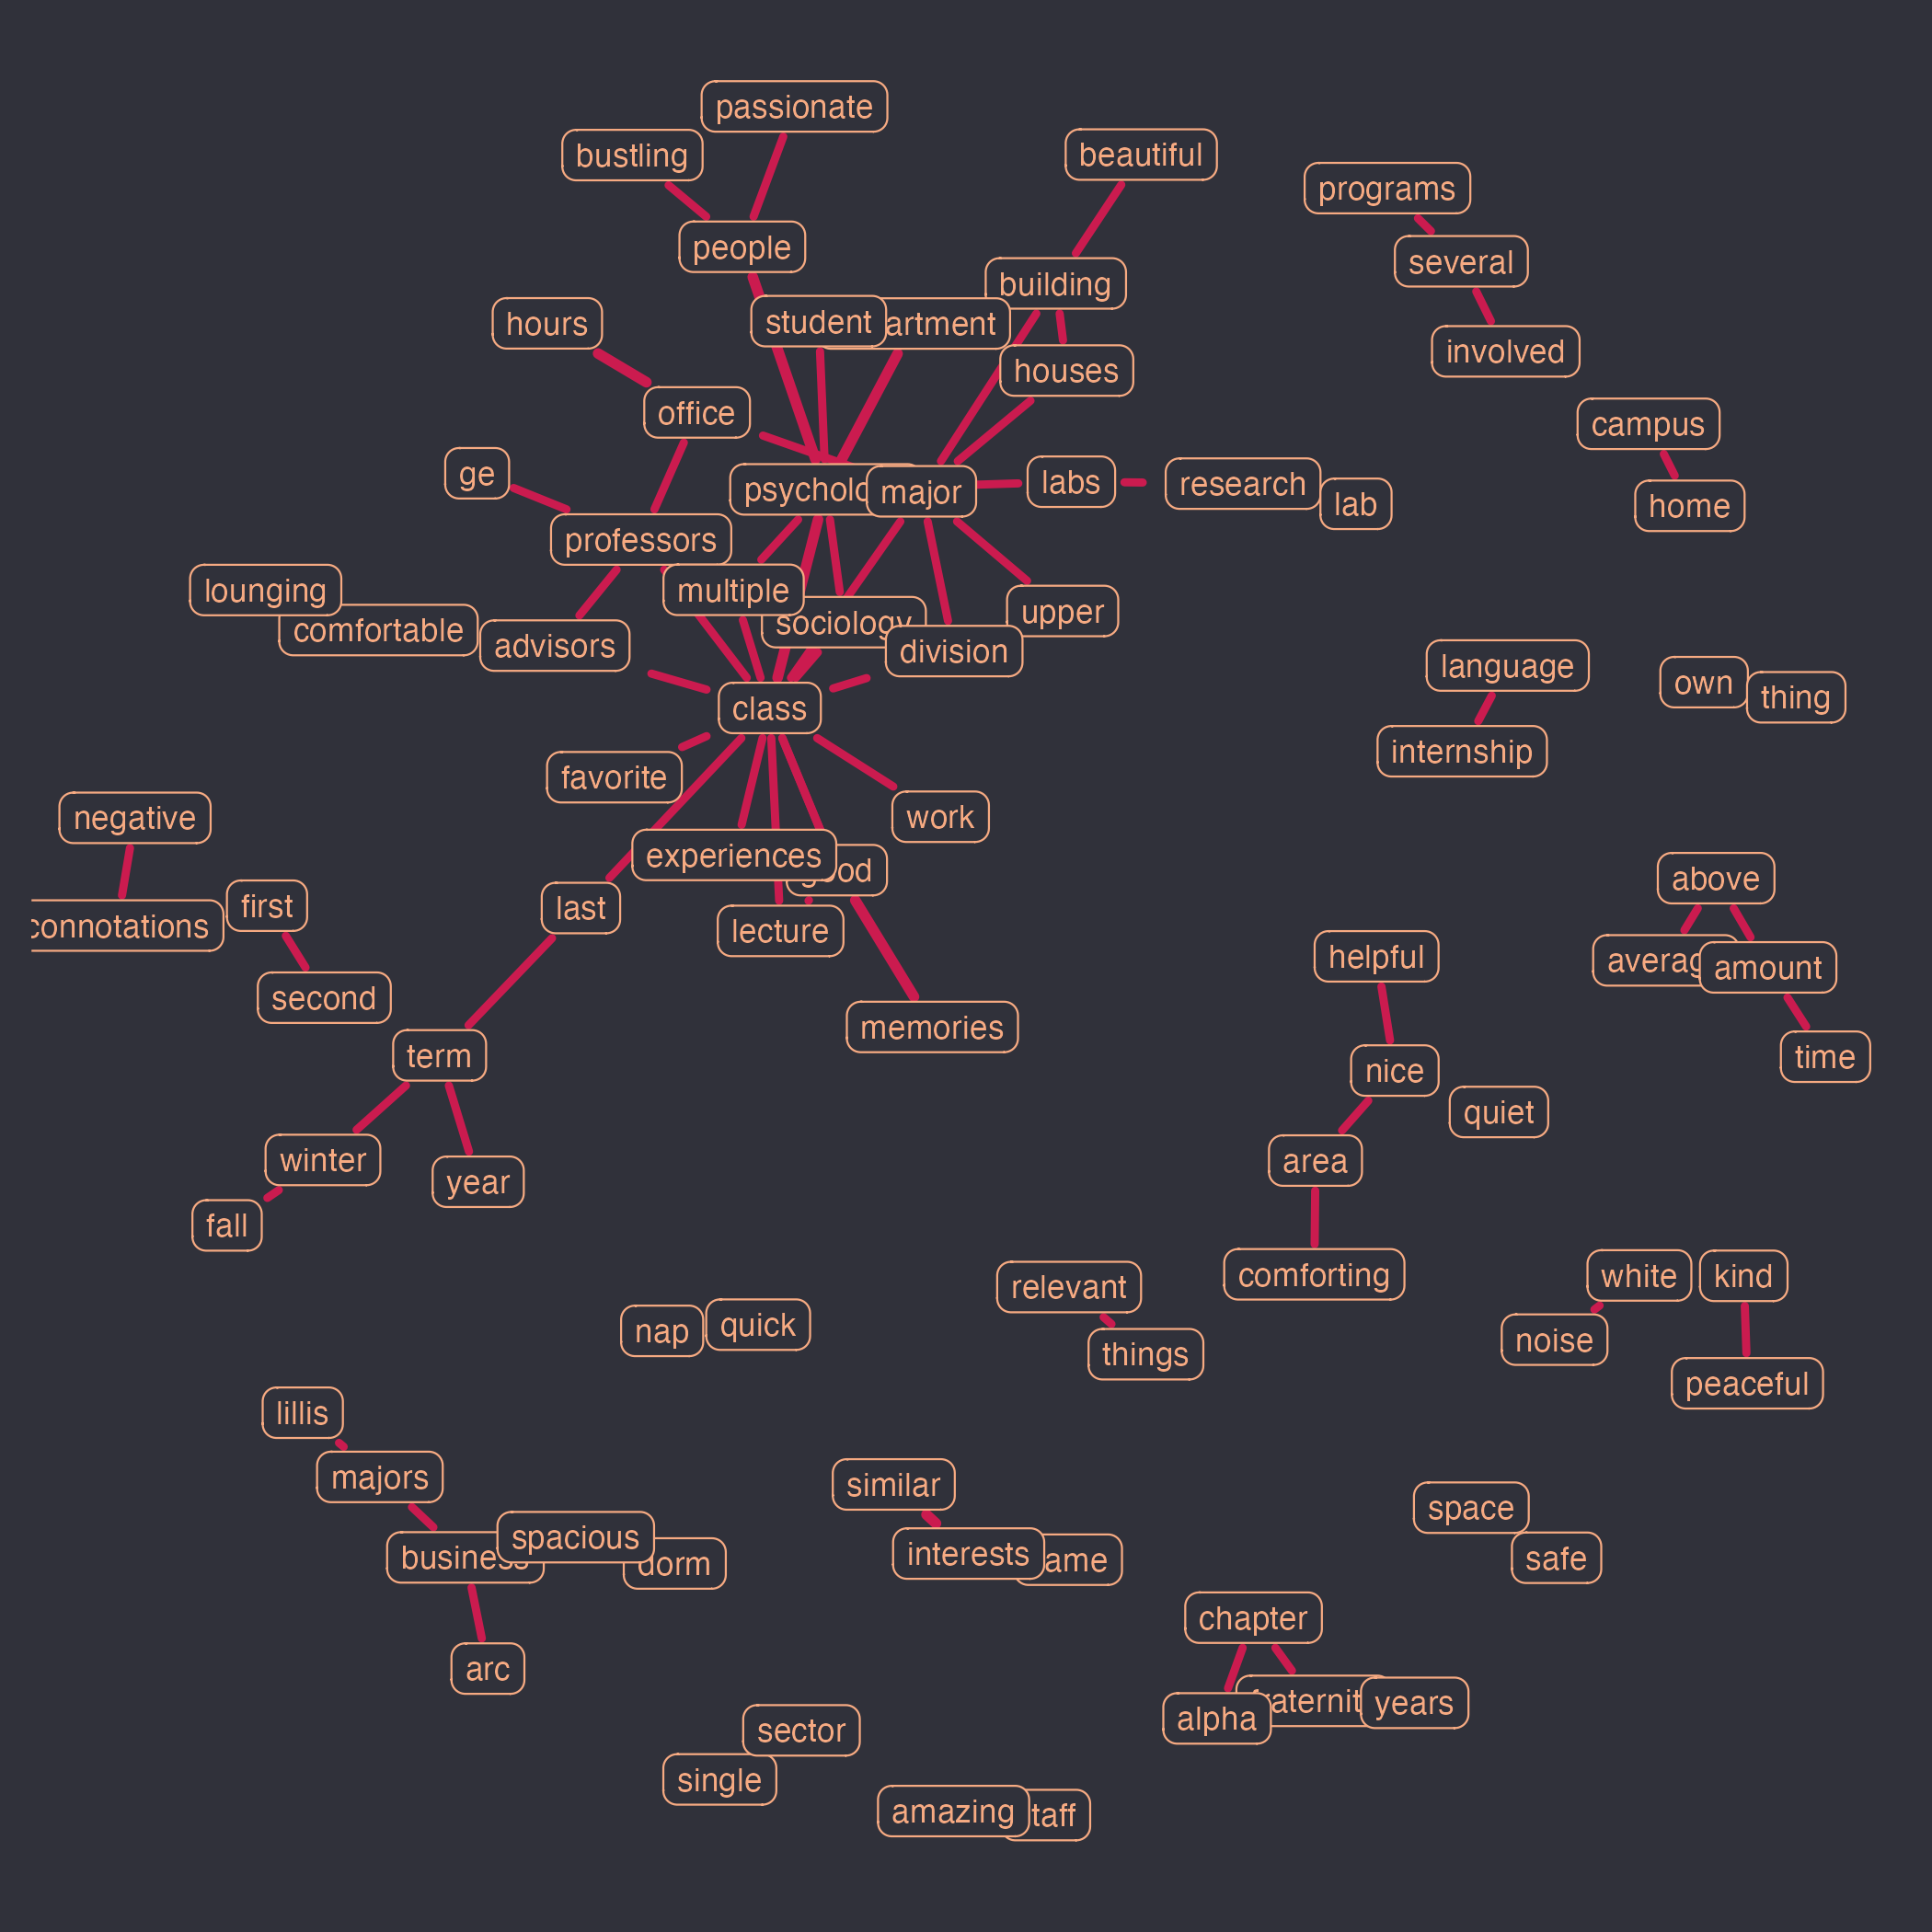 passionate
bustling
beautiful
programs
people
several
building
hours
student
artment
involved
houses
office
campus
ge
labs
research
psycholo
major
lab
home
professors
lounging
multiple
upper
comfortable
sociology
advisors
division
language
own
thing
class
internship
favorite
negative
work
experiences
above
first
last
connotations
lecture
helpful
averag
amount
second
memories
term
nice
time
quiet
winter
area
year
fall
comforting
white
kind
relevant
nap
quick
noise
things
peaceful
lillis
majors
similar
space
spacious
business
dorm
interests
ame
safe
chapter
arc
fraternit
years
alpha
sector
single
amazing
taff